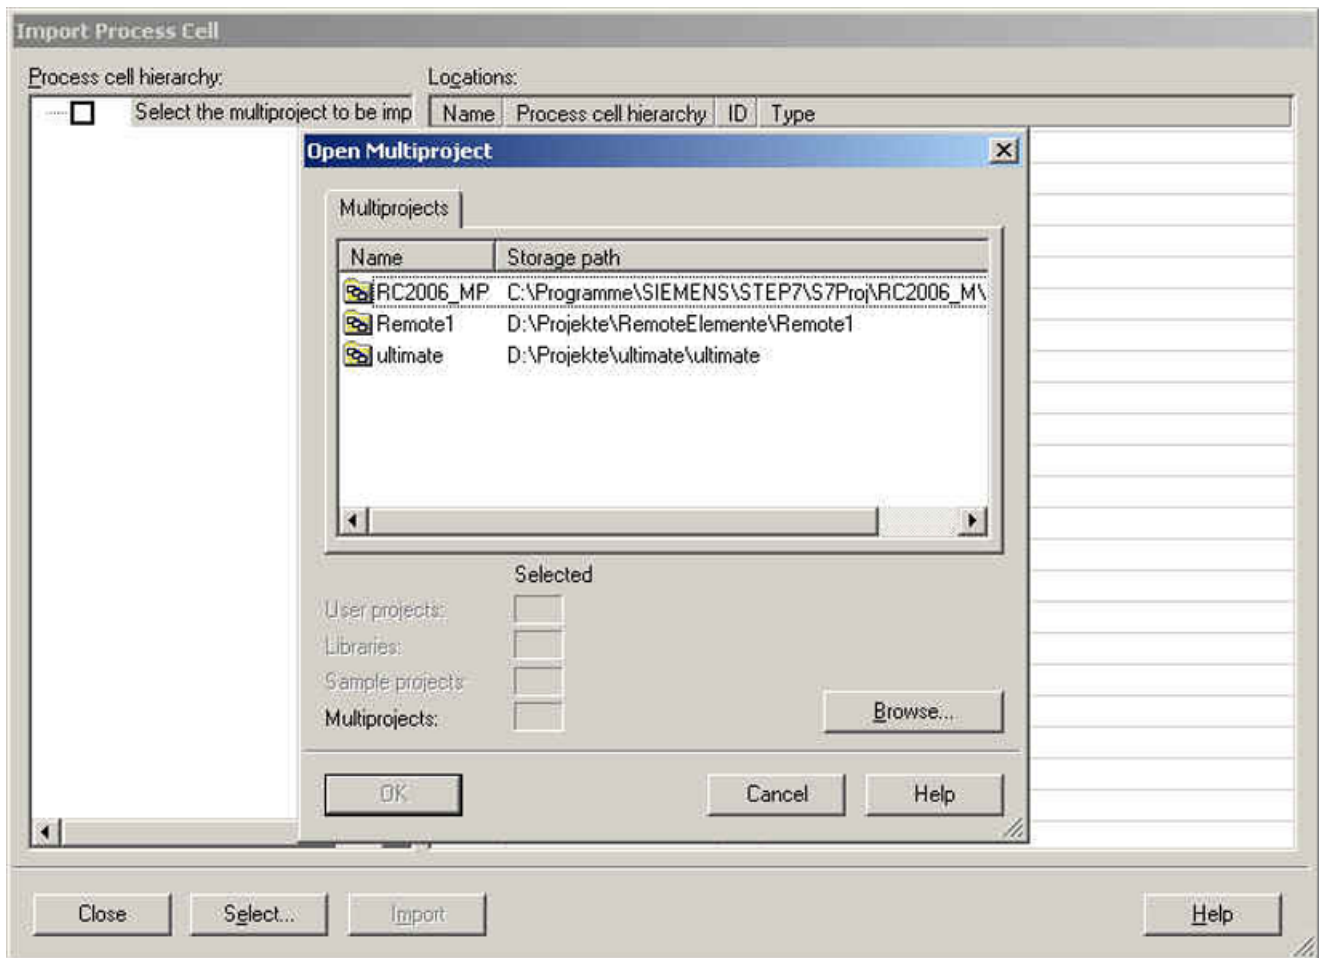 Import Process Cell
Process cell hierarchy: Locations:
Select the multiproject to be imp Name Process cell hierarchy ID Type
Open Multiproject
Multiprojects
Name Storage path
RC2006_MP C:\Programme\SIEMENS\STEP7\S7Proj\RC2006_M\
Remote1 D:\Projekte\RemoteElemente\Remote1
ultimate D:\Projekte\ultimate\ultimate
Selected
User projects:
Libraries:
Sample projects
Multiprojects:
Browse...
OK Cancel Help
Close Select... Import Help